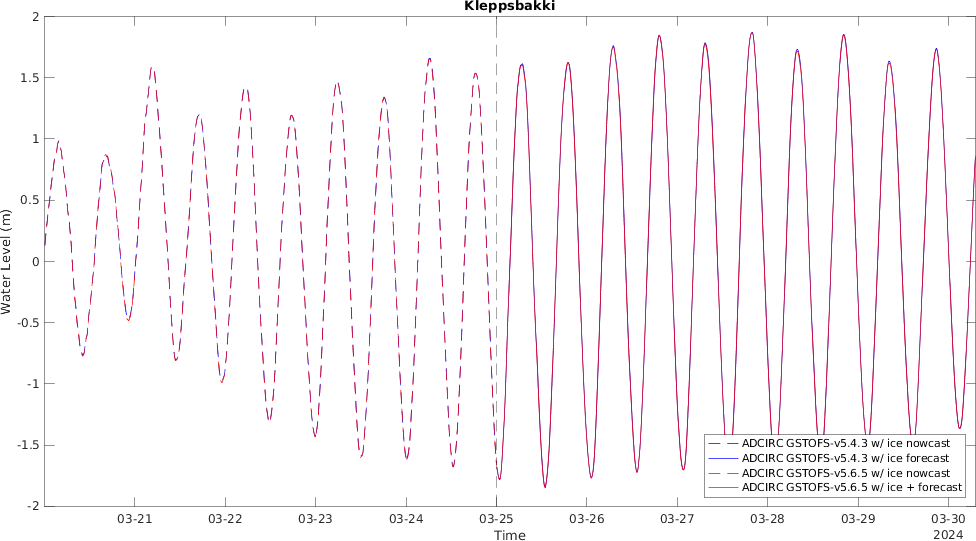 Kleppsbakki
2
1.5
1
0.5
0
-0.5
-1
-1.5
-2
Water Level (m)
03-21
03-22
03-23
03-24
03-25
03-26
03-27
03-28
03-29
03-30
2024
Time
ADCIRC GSTOFS-v5.4.3 w/ ice nowcast
ADCIRC GSTOFS-v5.4.3 w/ ice forecast
ADCIRC GSTOFS-v5.6.5 w/ ice nowcast
ADCIRC GSTOFS-v5.6.5 w/ ice + forecast